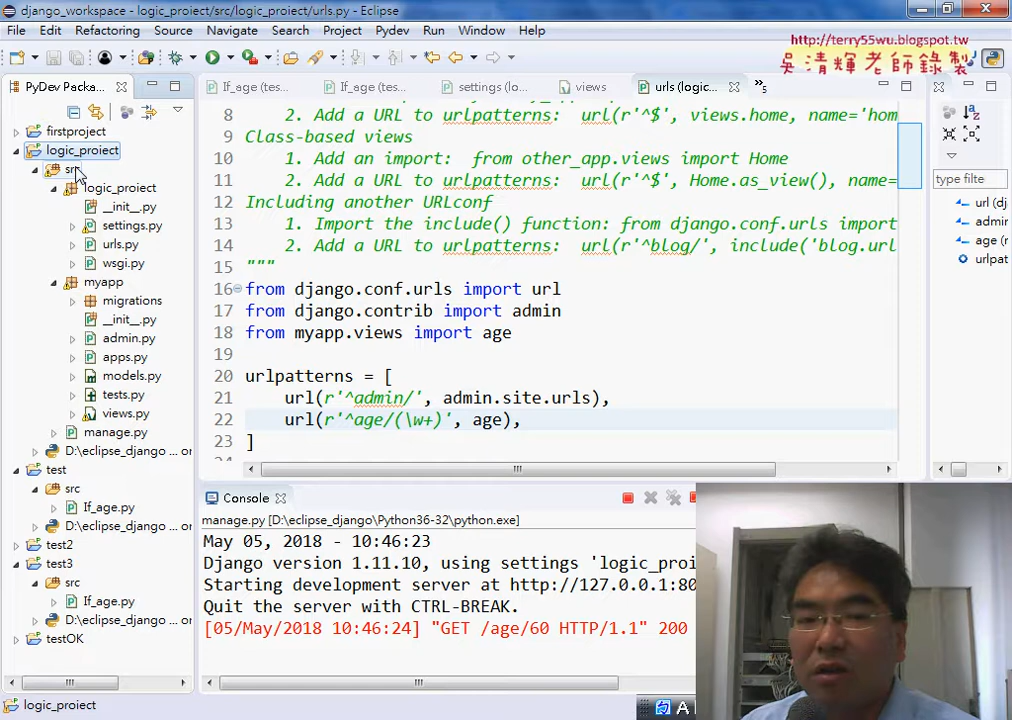 django_workspace - logic_proiect/src/logic_proiect/urls.py - Eclipse
File Edit Refactoring Source Navigate Search Project Pydev Run Window Help
http://terry55wu.blogspot.tw
吳清輝老師錄製
PyDev Packa...
If_age (tes...
If_age (tes...
settings (lo...
views
urls (logic...
»5
firstproject
logic_proiect
src
logic_proiect
__init__.py
settings.py
urls.py
wsgi.py
myapp
migrations
__init__.py
admin.py
apps.py
models.py
tests.py
views.py
manage.py
D:\eclipse_django ... or
test
src
If_age.py
D:\eclipse_django ... or
test2
test3
src
If_age.py
D:\eclipse_django ... or
testOK
8 2. Add a URL to urlpatterns: url(r'^$', views.home, name='hom
9 Class-based views
10 1. Add an import: from other_app.views import Home
11 2. Add a URL to urlpatterns: url(r'^$', Home.as_view(), name=
12 Including another URLconf
13 1. Import the include() function: from django.conf.urls import
14 2. Add a URL to urlpatterns: url(r'^blog/', include('blog.url
15 """
16 from django.conf.urls import url
17 from django.contrib import admin
18 from myapp.views import age
19
20 urlpatterns = [
21 url(r'^admin/', admin.site.urls),
22 url(r'^age/(\w+)', age),
23 ]
type filte
url (dj
admir
age (r
urlpat
Console
manage.py [D:\eclipse_django\Python36-32\python.exe]
May 05, 2018 - 10:46:23
Django version 1.11.10, using settings 'logic_proi
Starting development server at http://127.0.0.1:80
Quit the server with CTRL-BREAK.
[05/May/2018 10:46:24] "GET /age/60 HTTP/1.1" 200
logic_proiect
A